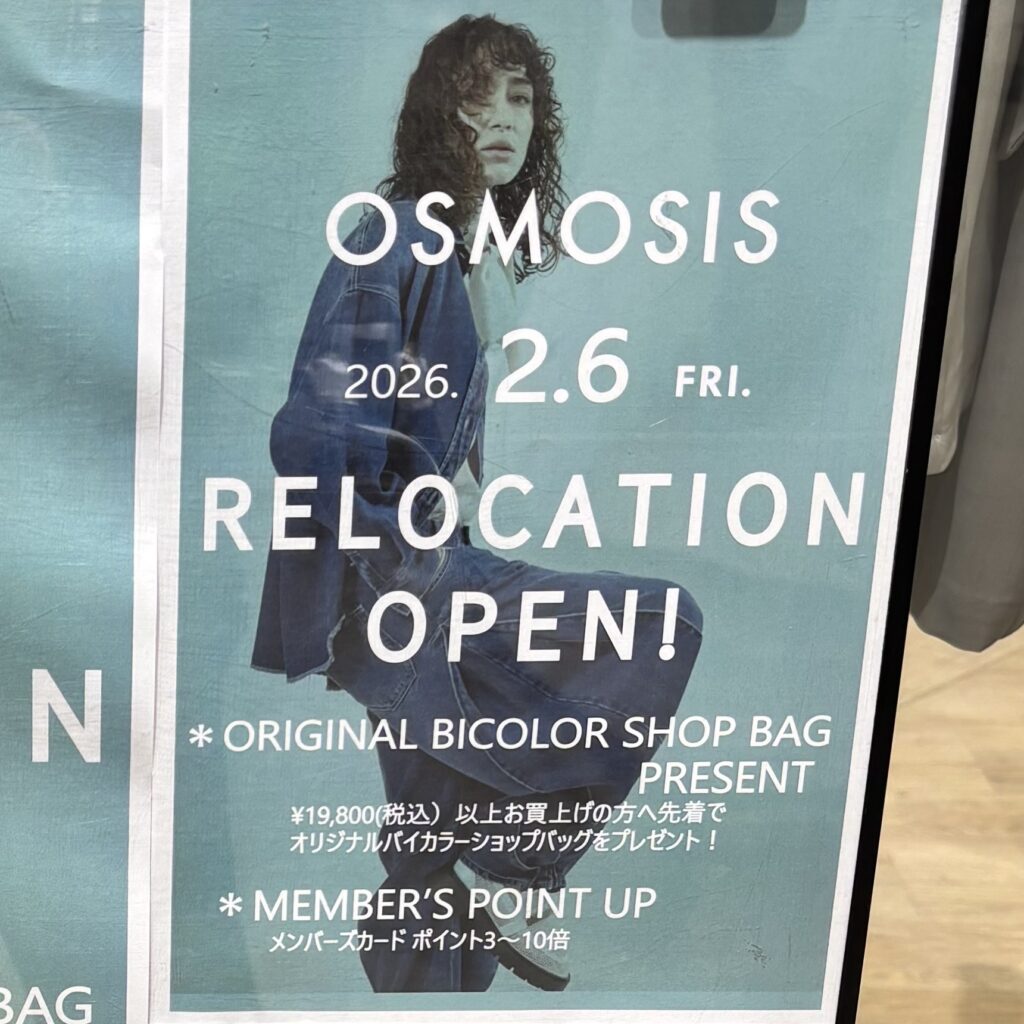 OSMOSIS
2026. 2.6 FRI.
RELOCATION
OPEN!
*ORIGINAL BICOLOR SHOP BAG
PRESENT
¥19,800(税込）以上お買上げの方へ先着で
オリジナルバイカラーショップバッグをプレゼント！
*MEMBER'S POINT UP
メンバーズカード ポイント3～10倍
N
BAG